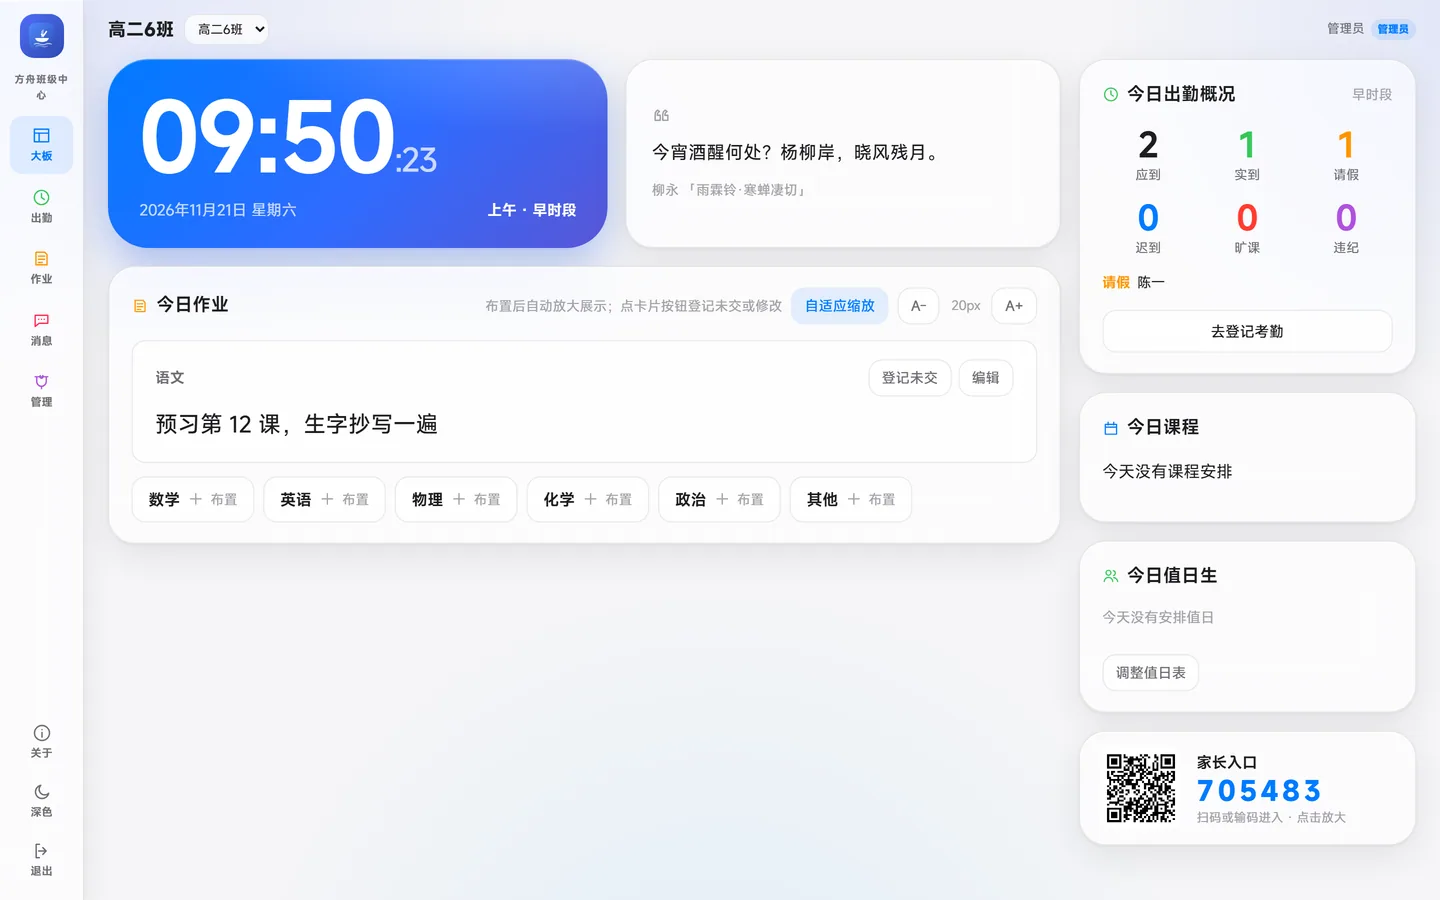 方舟班级中
心
大板
出勤
作业
消息
管理
关于
深色
退出
高二6班
高二6班
管理员
管理员
09:50:23
2026年11月21日 星期六
上午 · 早时段
今宵酒醒何处？杨柳岸，晓风残月。
柳永 「雨霖铃·寒蝉凄切」
今日作业
布置后自动放大展示；点卡片按钮登记未交或修改
自适应缩放
A−
20px
A+
语文
登记未交
编辑
预习第 12 课，生字抄写一遍
数学 + 布置
英语 + 布置
物理 + 布置
化学 + 布置
政治 + 布置
其他 + 布置
今日出勤概况
早时段
2
应到
1
实到
1
请假
0
迟到
0
旷课
0
违纪
请假 陈一
去登记考勤
今日课程
今天没有课程安排
今日值日生
今天没有安排值日
调整值日表
家长入口
705483
扫码或输码进入 · 点击放大